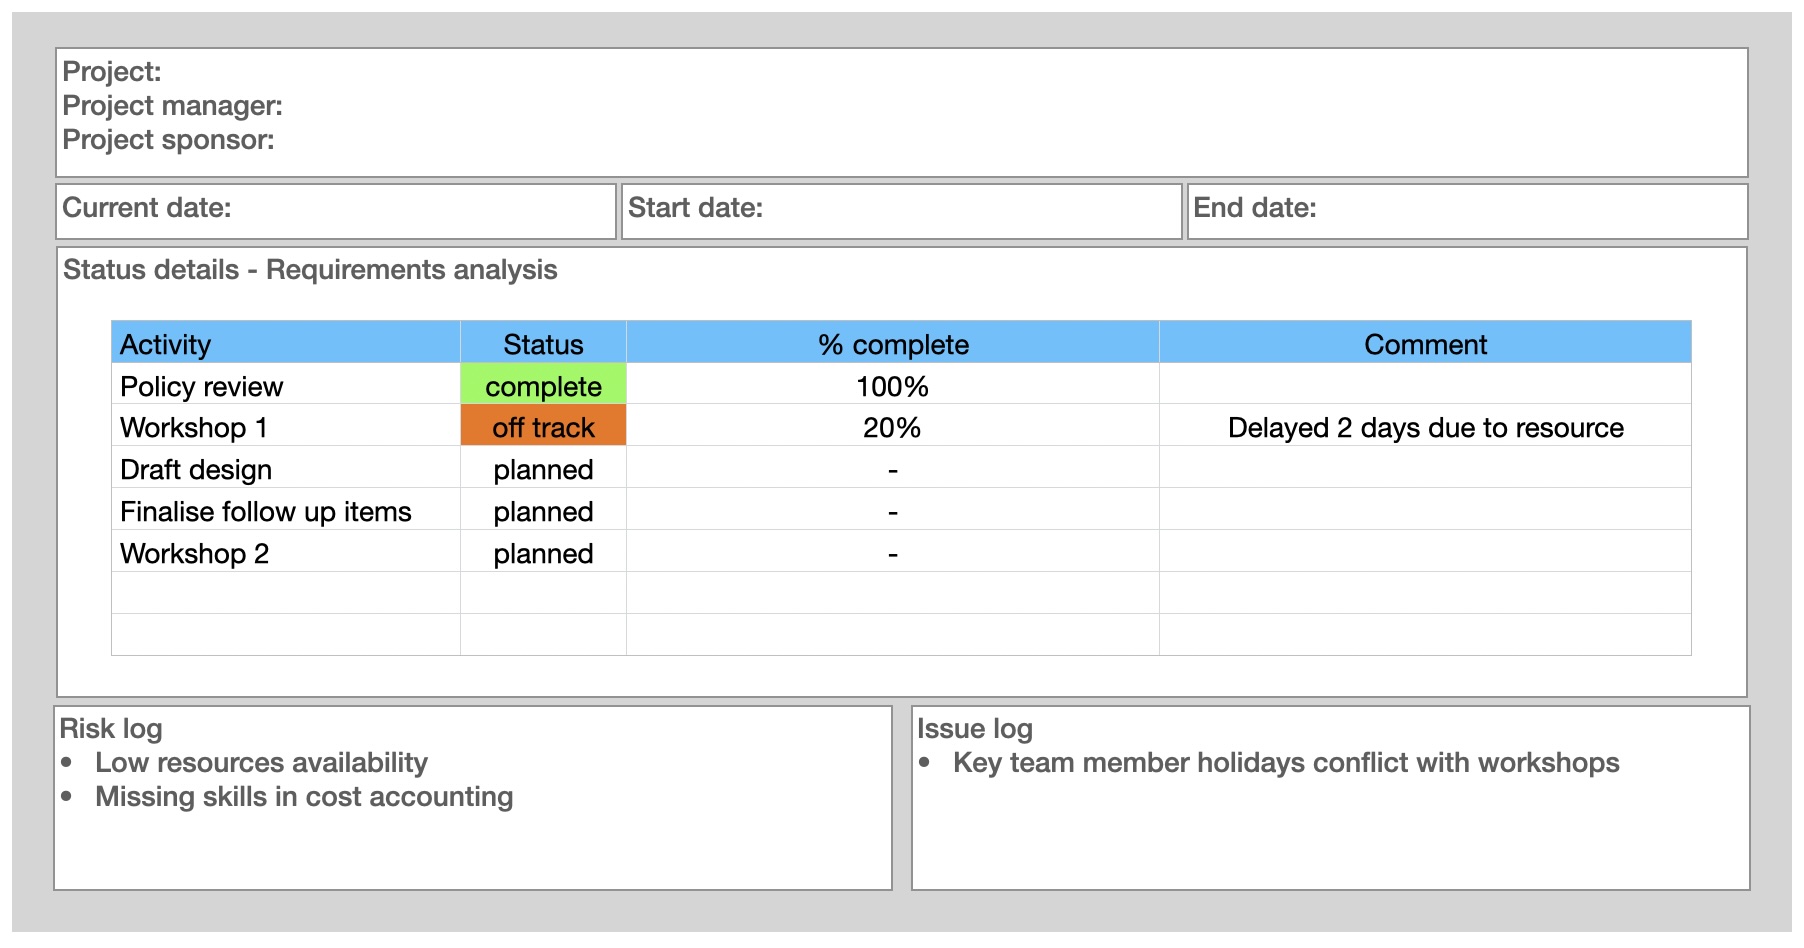 Project:
Project manager:
Project sponsor:
Current date: Start date: End date:
Status details - Requirements analysis
Activity Status % complete Comment
Policy review complete 100%
Workshop 1 off track 20% Delayed 2 days due to resource
Draft design planned -
Finalise follow up items planned -
Workshop 2 planned -
Risk log
• Low resources availability
• Missing skills in cost accounting
Issue log
• Key team member holidays conflict with workshops